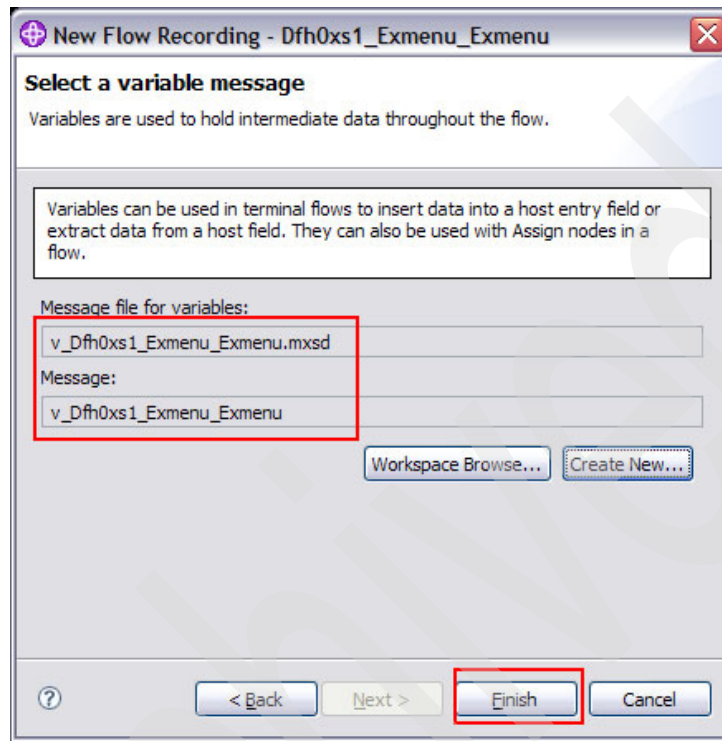 New Flow Recording - Dfh0xs1_Exmenu_Exmenu
Select a variable message
Variables are used to hold intermediate data throughout the flow.
Variables can be used in terminal flows to insert data into a host entry field or
extract data from a host field. They can also be used with Assign nodes in a
flow.
Message file for variables:
v_Dfh0xs1_Exmenu_Exmenu.mxsd
Message:
v_Dfh0xs1_Exmenu_Exmenu
Workspace Browse... Create New...
? < Back Next > Finish Cancel